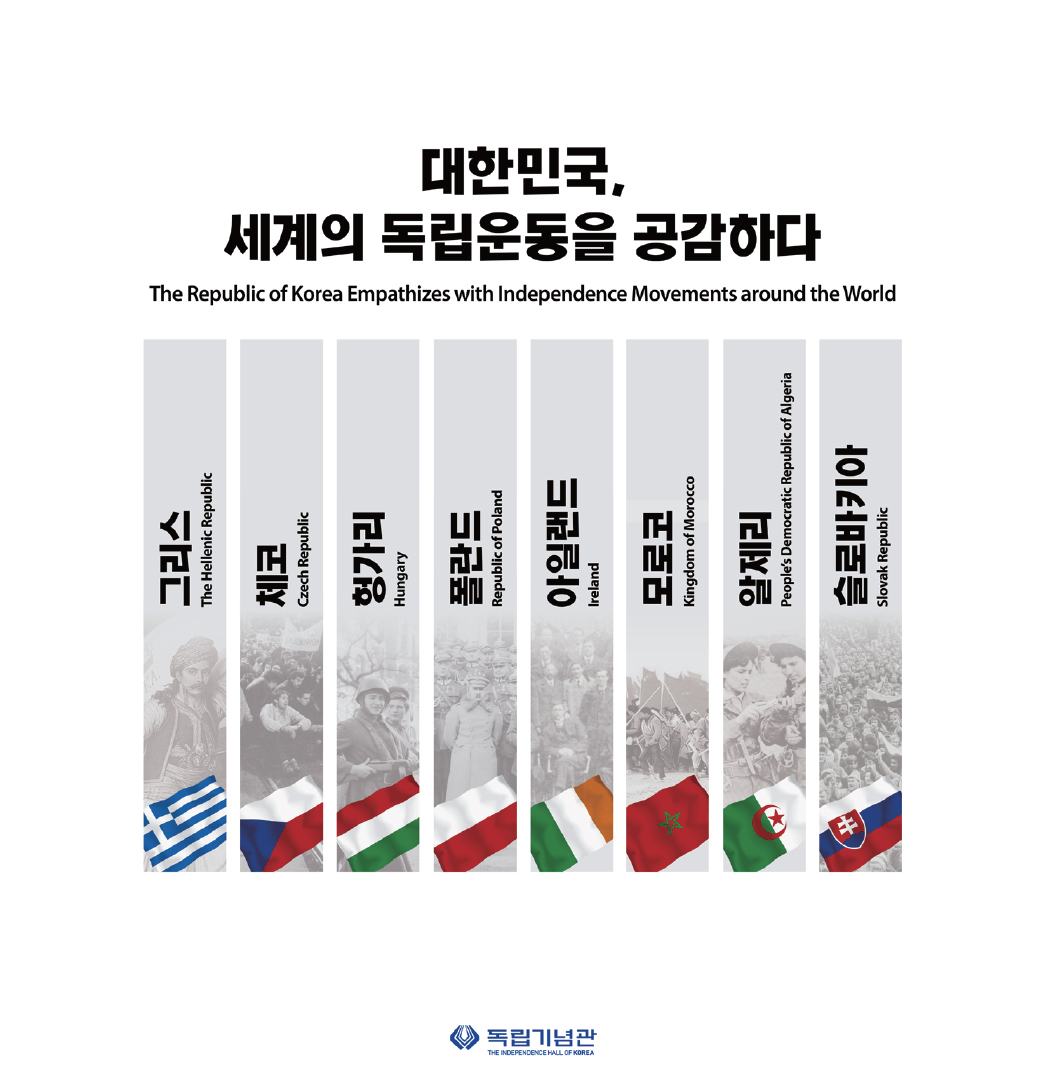 대한민국,
세계의 독립운동을 공감하다
The Republic of Korea Empathizes with Independence Movements around the World
그리스
The Hellenic Republic
체코
Czech Republic
헝가리
Hungary
폴란드
Republic of Poland
아일랜드
Ireland
모로코
Kingdom of Morocco
알제리
People's Democratic Republic of Algeria
슬로바키아
Slovak Republic
독립기념관
THE INDEPENDENCE HALL OF KOREA